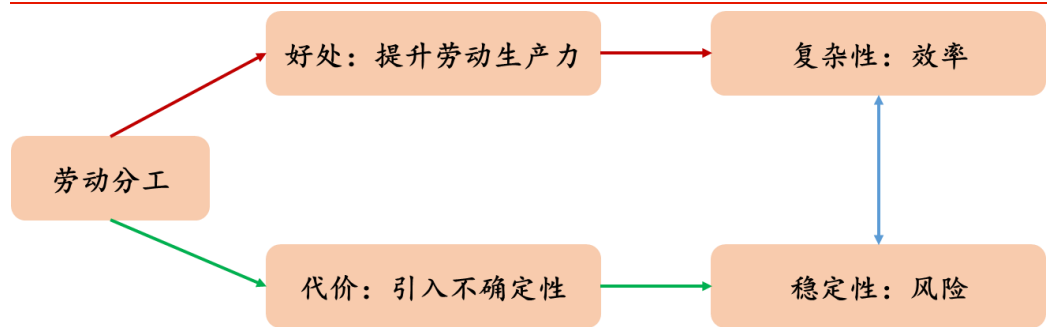 好处：提升劳动生产力
复杂性：效率
劳动分工
代价：引入不确定性
稳定性：风险